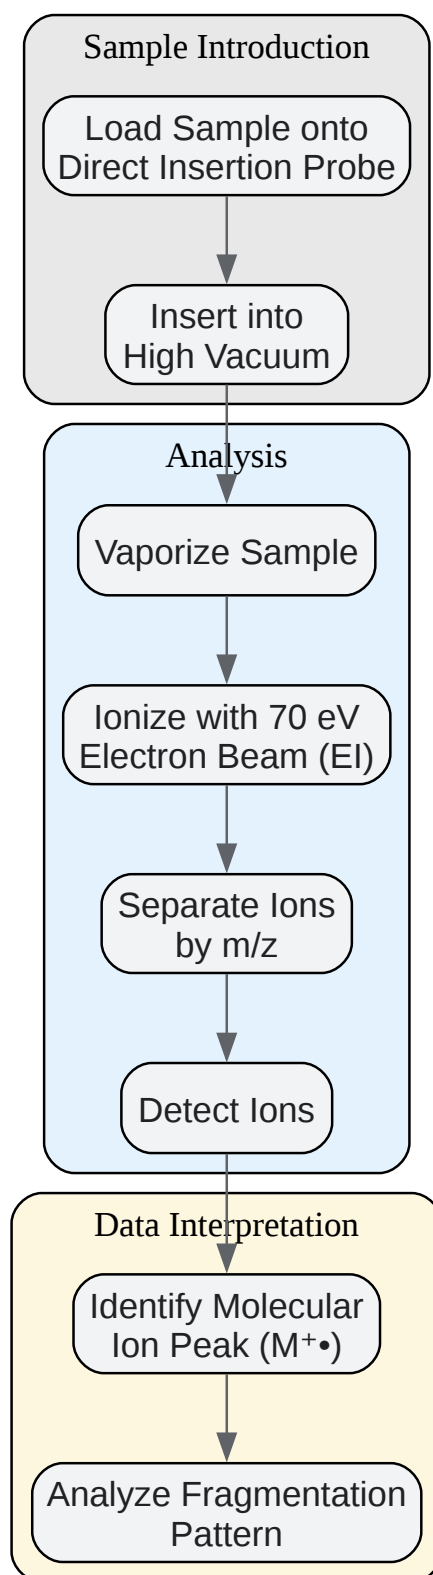 Sample Introduction
Load Sample onto
Direct Insertion Probe
Insert into
High Vacuum
Analysis
Vaporize Sample
Ionize with 70 eV
Electron Beam (EI)
Separate Ions
by m/z
Detect Ions
Data Interpretation
Identify Molecular
Ion Peak (M⁺•)
Analyze Fragmentation
Pattern